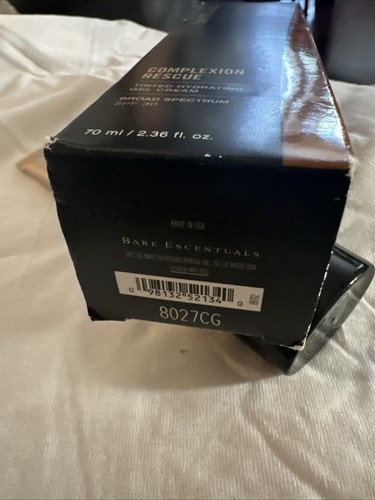 COMPLEXION
RESCUE
TINTED HYDRATING
GEL CREAM
BROAD SPECTRUM
SPF 30
70 ml / 2.36 fl. oz.
MADE IN USA
BARE ESCENTUALS
0 98132 52134 0
8027CG